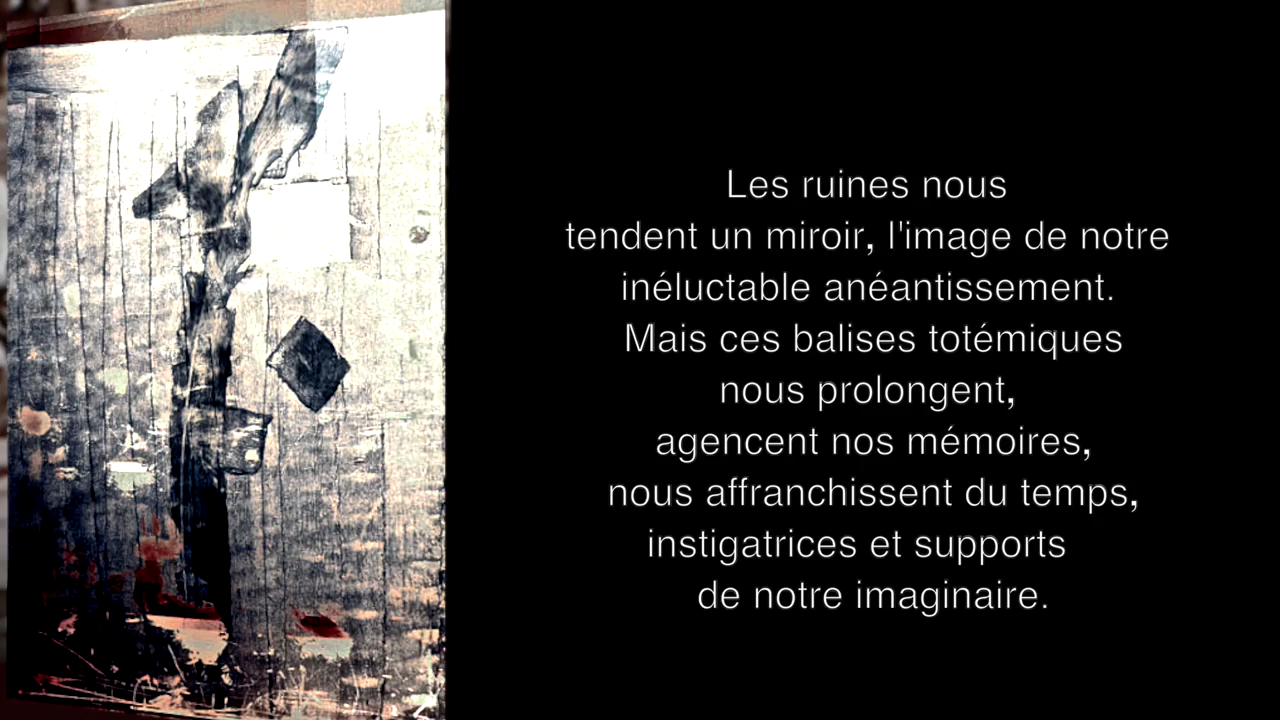 Les ruines nous
tendent un miroir, l'image de notre
inéluctable anéantissement.
Mais ces balises totémiques
nous prolongent,
agencent nos mémoires,
nous affranchissent du temps,
instigatrices et supports
de notre imaginaire.